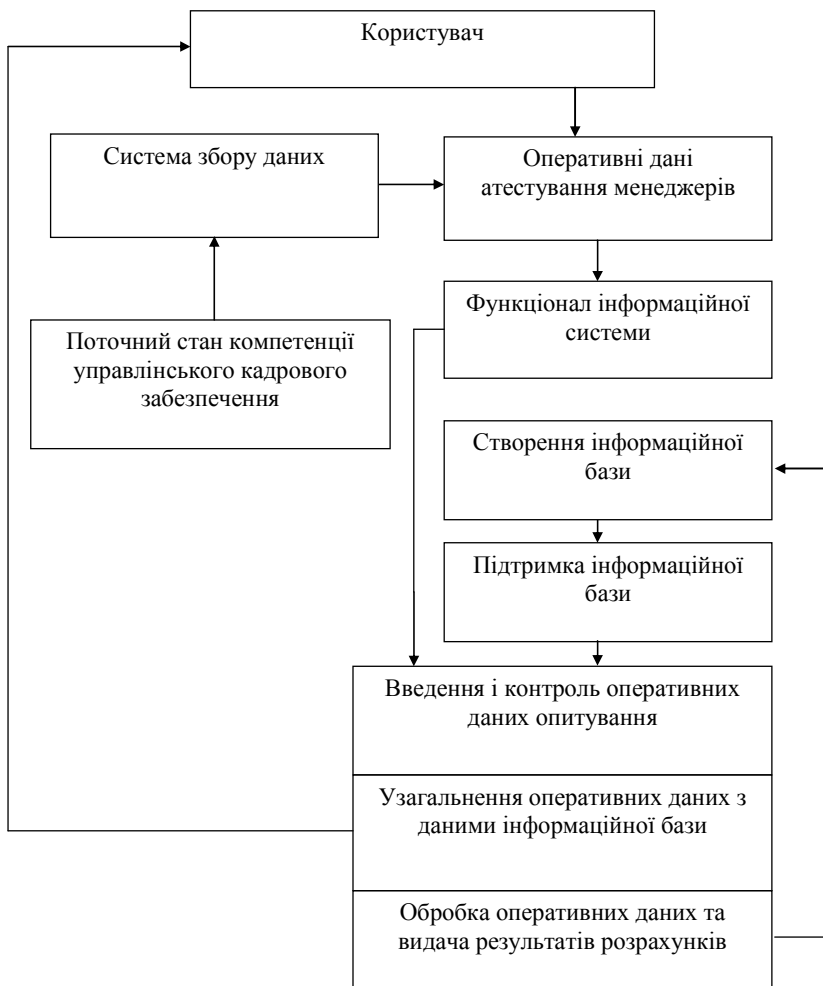 Користувач
Система збору даних
Оперативні дані
атестування менеджерів
Функціонал інформаційної
системи
Поточний стан компетенції
управлінського кадрового
забезпечення
Створення інформаційної
бази
Підтримка інформаційної
бази
Введення і контроль оперативних
даних опитування
Узагальнення оперативних даних з
даними інформаційної бази
Обробка оперативних даних та
видача результатів розрахунків